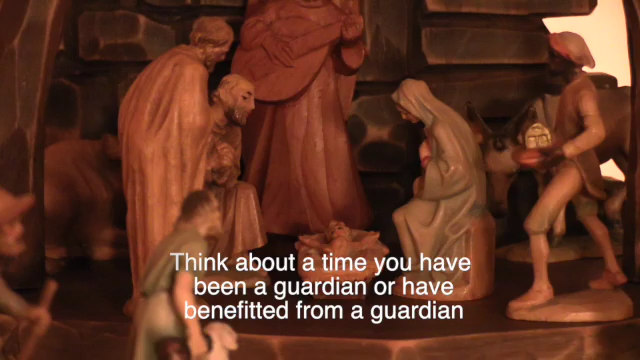 Think about a time you have
been a guardian or have
benefitted from a guardian